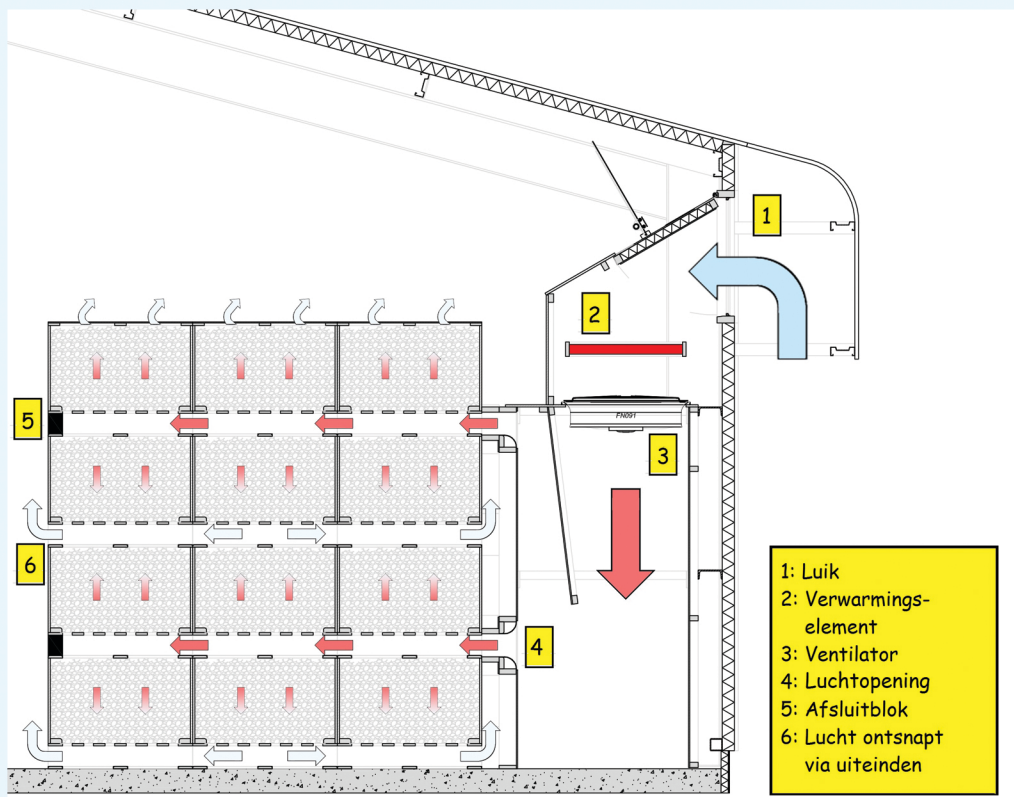 1
2
FN091
3
5
6
4
1: Luik
2: Verwarmings-
element
3: Ventilator
4: Luchtopening
5: Afsluitblok
6: Lucht ontsnapt
via uiteinden